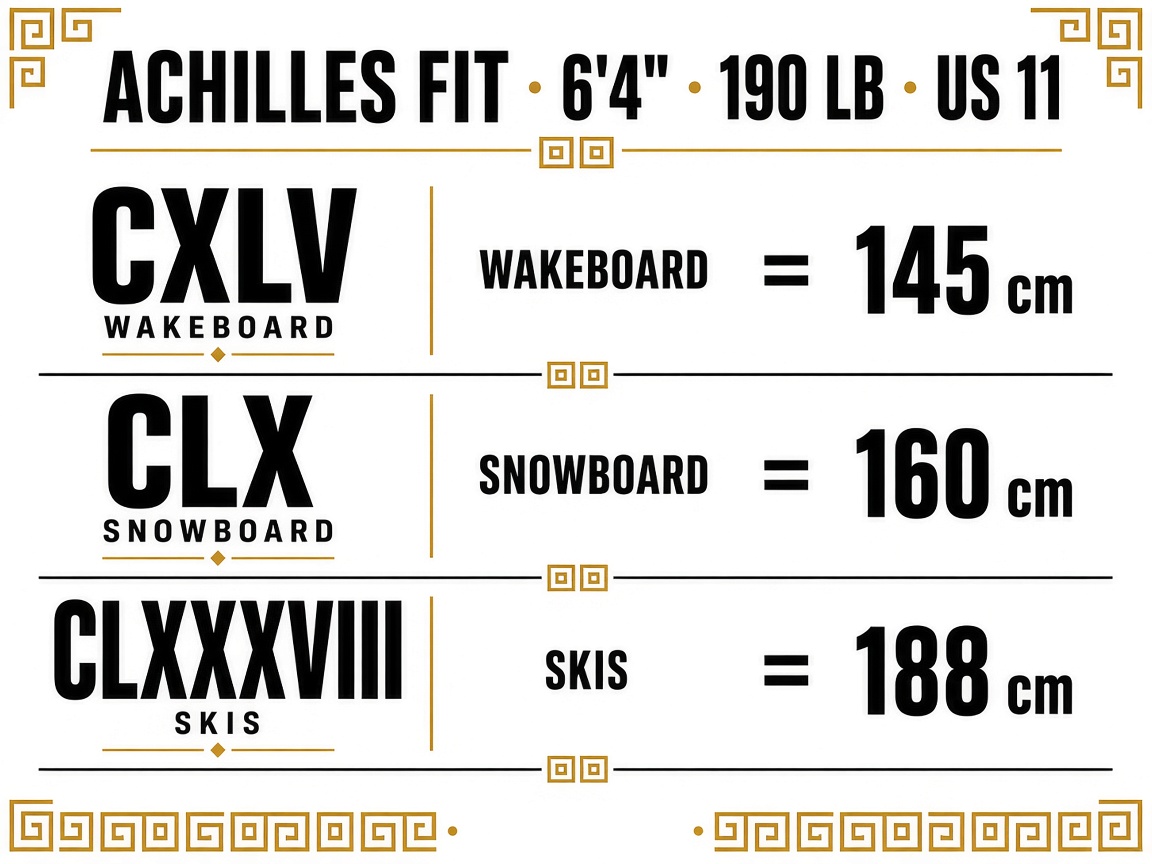 ACHILLES FIT · 6'4" · 190 LB · US 11
CXLV
WAKEBOARD
WAKEBOARD = 145 cm
CLX
SNOWBOARD
SNOWBOARD = 160 cm
CLXXXVIII
SKIS
SKIS = 188 cm